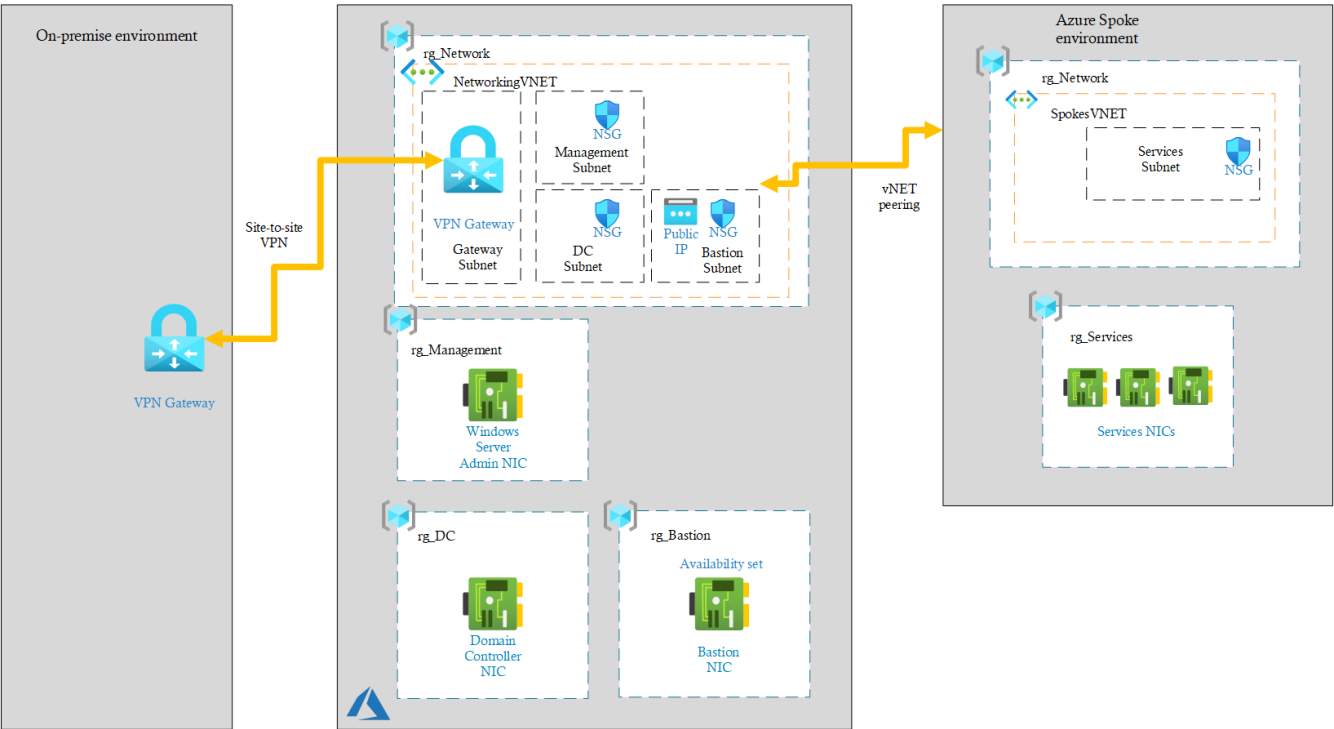 On-premise environment
Site-to-site
VPN
VPN Gateway
rg_Network
NetworkingVNET
VPN Gateway
Gateway
Subnet
NSG
Management
Subnet
NSG
DC
Subnet
Public
IP
NSG
Bastion
Subnet
rg_Management
Windows
Server
Admin NIC
rg_DC
Domain
Controller
NIC
rg_Bastion
Availability set
Bastion
NIC
vNET
peering
Azure Spoke
environment
rg_Network
SpokesVNET
Services
Subnet
NSG
rg_Services
Services NICs